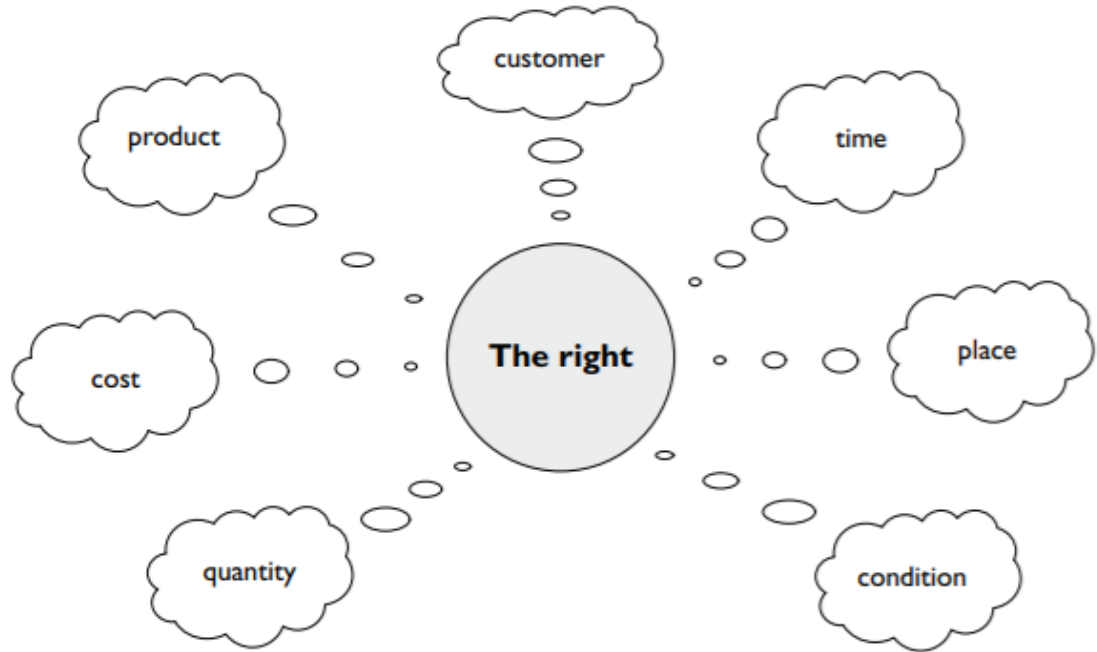 customer
product
time
The right
place
cost
quantity
condition